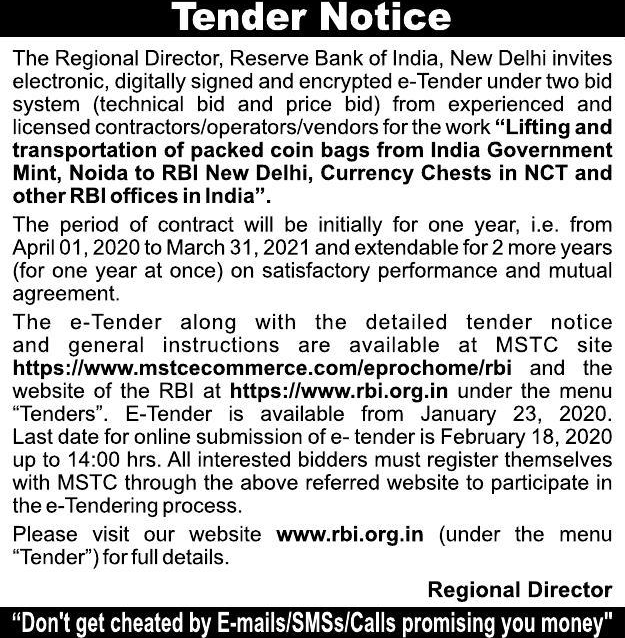 Tender Notice
The Regional Director, Reserve Bank of India, New Delhi invites
electronic, digitally signed and encrypted e-Tender under two bid
system (technical bid and price bid) from experienced and
licensed contractors/operators/vendors for the work “Lifting and
transportation of packed coin bags from India Government
Mint, Noida to RBI New Delhi, Currency Chests in NCT and
other RBI offices in India”.
The period of contract will be initially for one year, i.e. from
April 01, 2020 to March 31, 2021 and extendable for 2 more years
(for one year at once) on satisfactory performance and mutual
agreement.
The e-Tender along with the detailed tender notice
and general instructions are available at MSTC site
https://www.mstcecommerce.com/eprochome/rbi and the
website of the RBI at https://www.rbi.org.in under the menu
“Tenders”. E-Tender is available from January 23, 2020.
Last date for online submission of e- tender is February 18, 2020
up to 14:00 hrs. All interested bidders must register themselves
with MSTC through the above referred website to participate in
the e-Tendering process.
Please visit our website www.rbi.org.in (under the menu
“Tender”) for full details.
Regional Director
“Don't get cheated by E-mails/SMSs/Calls promising you money"